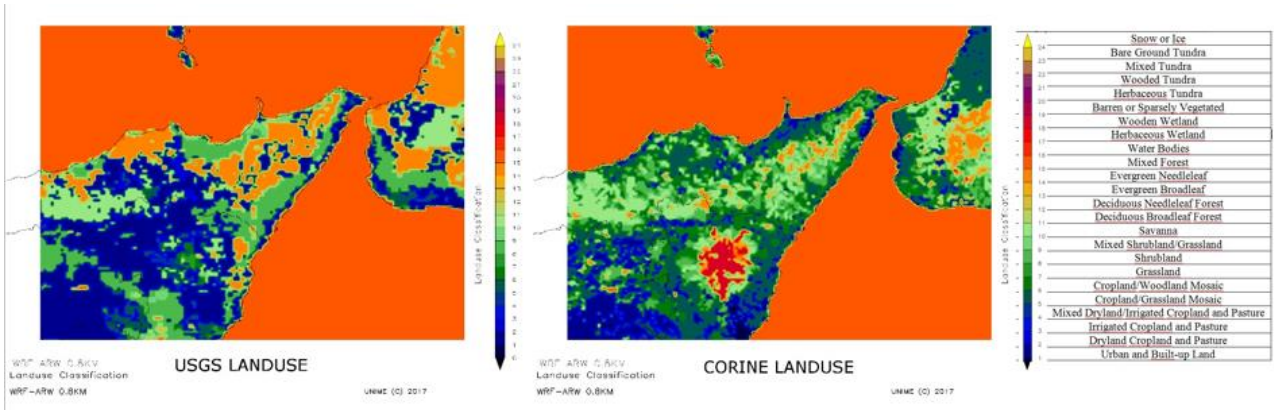 Landuse Classification
WRF ARW 0.8KV
Landuse Classification
WRF-ARW 0.8KM
USGS LANDUSE
UNIME (C) 2017
Landuse Classification
WRF ARW 0.8KV
Landuse Classification
WRF-ARW 0.8KM
CORINE LANDUSE
UNIME (C) 2017
Snow or Ice
Bare Ground Tundra
Mixed Tundra
Wooded Tundra
Herbaceous Tundra
Barren or Sparsely Vegetated
Wooden Wetland
Herbaceous Wetland
Water Bodies
Mixed Forest
Evergreen Needleleaf
Evergreen Broadleaf
Deciduous Needleleaf Forest
Deciduous Broadleaf Forest
Savanna
Mixed Shrubland/Grassland
Shrubland
Grassland
Cropland/Woodland Mosaic
Cropland/Grassland Mosaic
Mixed Dryland/Irrigated Cropland and Pasture
Irrigated Cropland and Pasture
Dryland Cropland and Pasture
Urban and Built-up Land